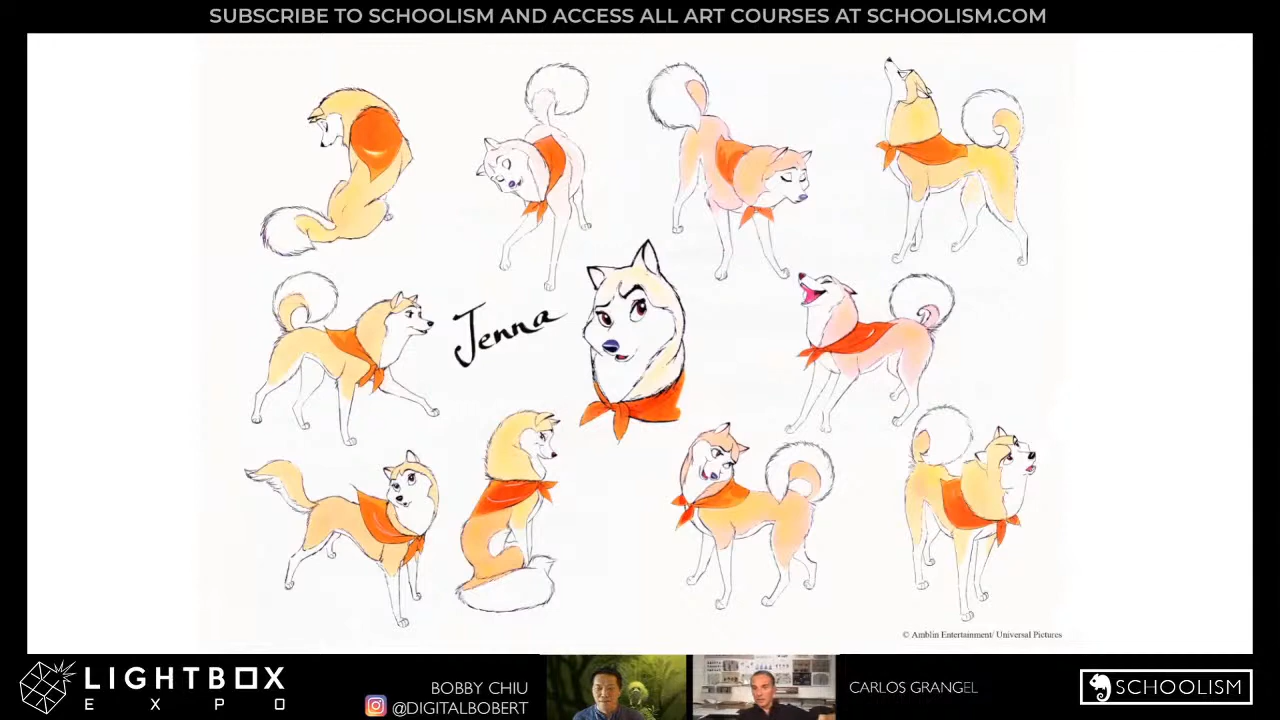 SUBSCRIBE TO SCHOOLISM AND ACCESS ALL ART COURSES AT SCHOOLISM.COM
Jenna
© Amblin Entertainment/ Universal Pictures
LIGHTBOX
EXPO
BOBBY CHIU
@DIGITALBOBERT
CARLOS GRANGEL
SCHOOLISM